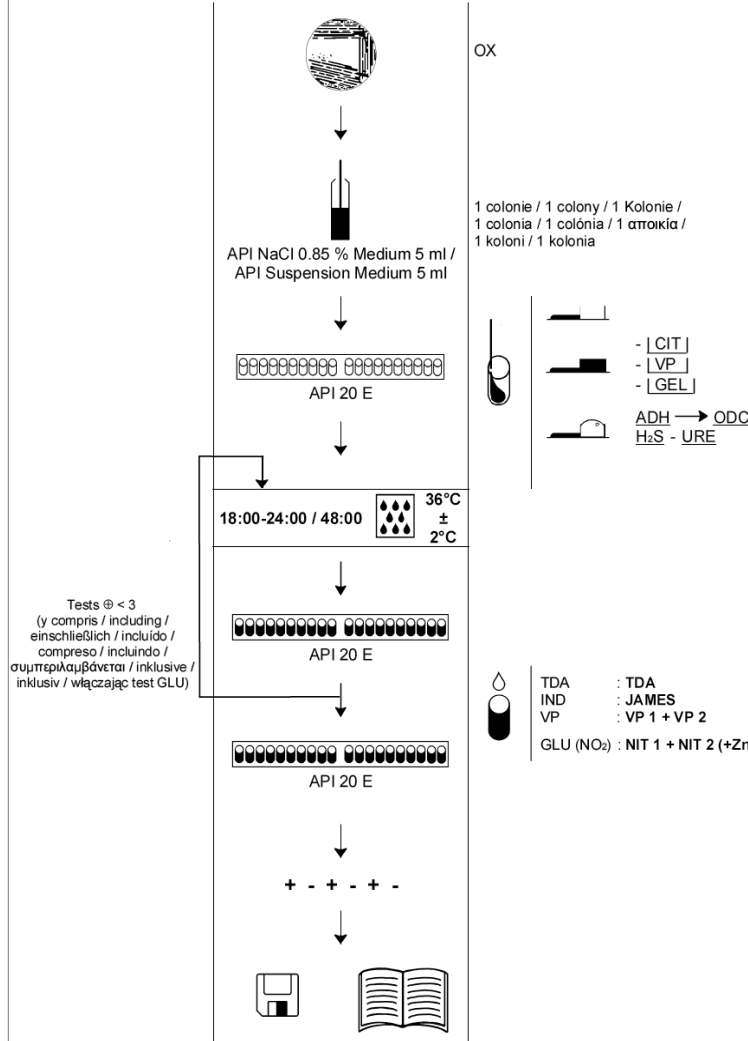 OX
1 colonie / 1 colony / 1 Kolonie /
1 colonia / 1 colónia / 1 αποικία /
1 koloni / 1 kolonia
API NaCl 0.85 % Medium 5 ml /
API Suspension Medium 5 ml
API 20 E
- | CIT |
- | VP |
- | GEL |
ADH → ODC
H₂S - URE
18:00-24:00 / 48:00
36°C
±
2°C
Tests ⊕ < 3
(y compris / including /
einschließlich / incluído /
compreso / incluindo /
συμπεριλαμβάνεται / inklusive /
inklusiv / włączając test GLU)
API 20 E
TDA : TDA
IND : JAMES
VP : VP 1 + VP 2
GLU (NO₂) : NIT 1 + NIT 2 (+Zn
API 20 E
+ - + - + -